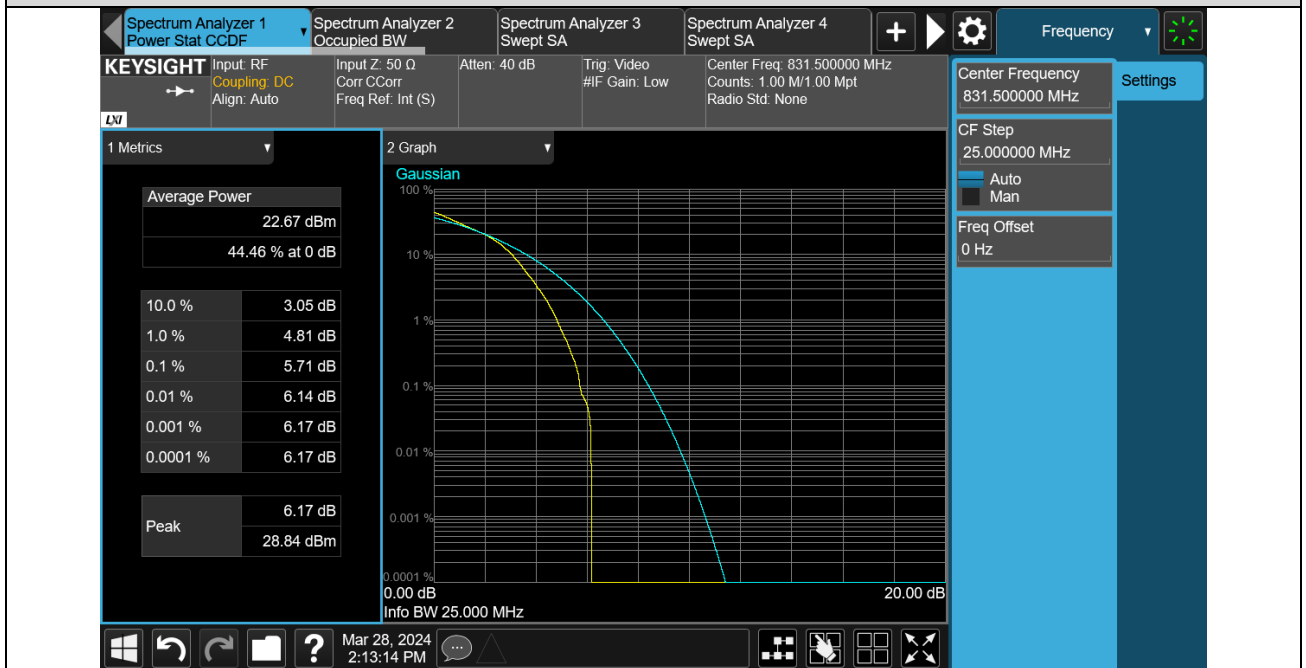 Spectrum Analyzer 1
Power Stat CCDF
Spectrum Analyzer 2
Occupied BW
Spectrum Analyzer 3
Swept SA
Spectrum Analyzer 4
Swept SA
+
Frequency
KEYSIGHT
LXI
Input: RF
Coupling: DC
Align: Auto
Input Z: 50 Ω
Corr CCorr
Freq Ref: Int (S)
Atten: 40 dB
Trig: Video
#IF Gain: Low
Center Freq: 831.500000 MHz
Counts: 1.00 M/1.00 Mpt
Radio Std: None
Center Frequency
831.500000 MHz
Settings
CF Step
25.000000 MHz
Auto
Man
Freq Offset
0 Hz
1 Metrics
Average Power
22.67 dBm
44.46 % at 0 dB
10.0 % 3.05 dB
1.0 % 4.81 dB
0.1 % 5.71 dB
0.01 % 6.14 dB
0.001 % 6.17 dB
0.0001 % 6.17 dB
Peak
6.17 dB
28.84 dBm
2 Graph
Gaussian
100 %
10 %
1 %
0.1 %
0.01 %
0.001 %
0.0001 %
0.00 dB
20.00 dB
Info BW 25.000 MHz
?
Mar 28, 2024
2:13:14 PM